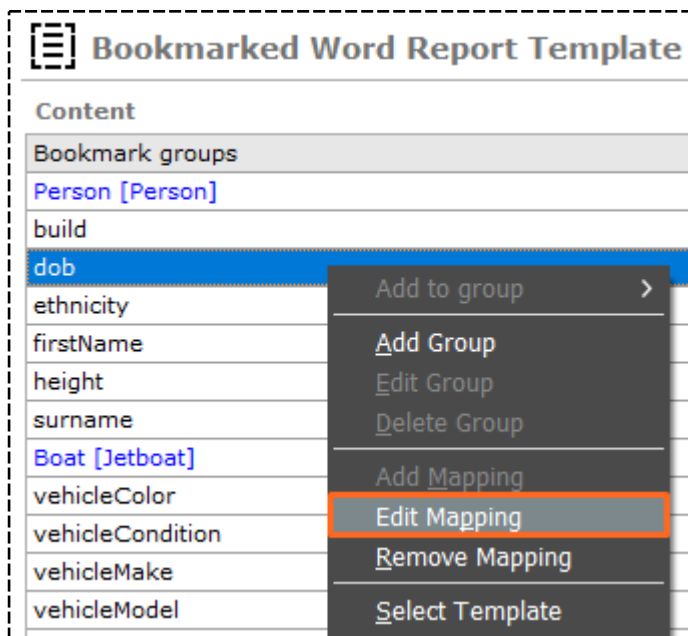 Bookmarked Word Report Template
Content
Bookmark groups
Person [Person]
build
dob
ethnicity
firstName
height
surname
Boat [Jetboat]
vehicleColor
vehicleCondition
vehicleMake
vehicleModel
Add to group
Add Group
Edit Group
Delete Group
Add Mapping
Edit Mapping
Remove Mapping
Select Template